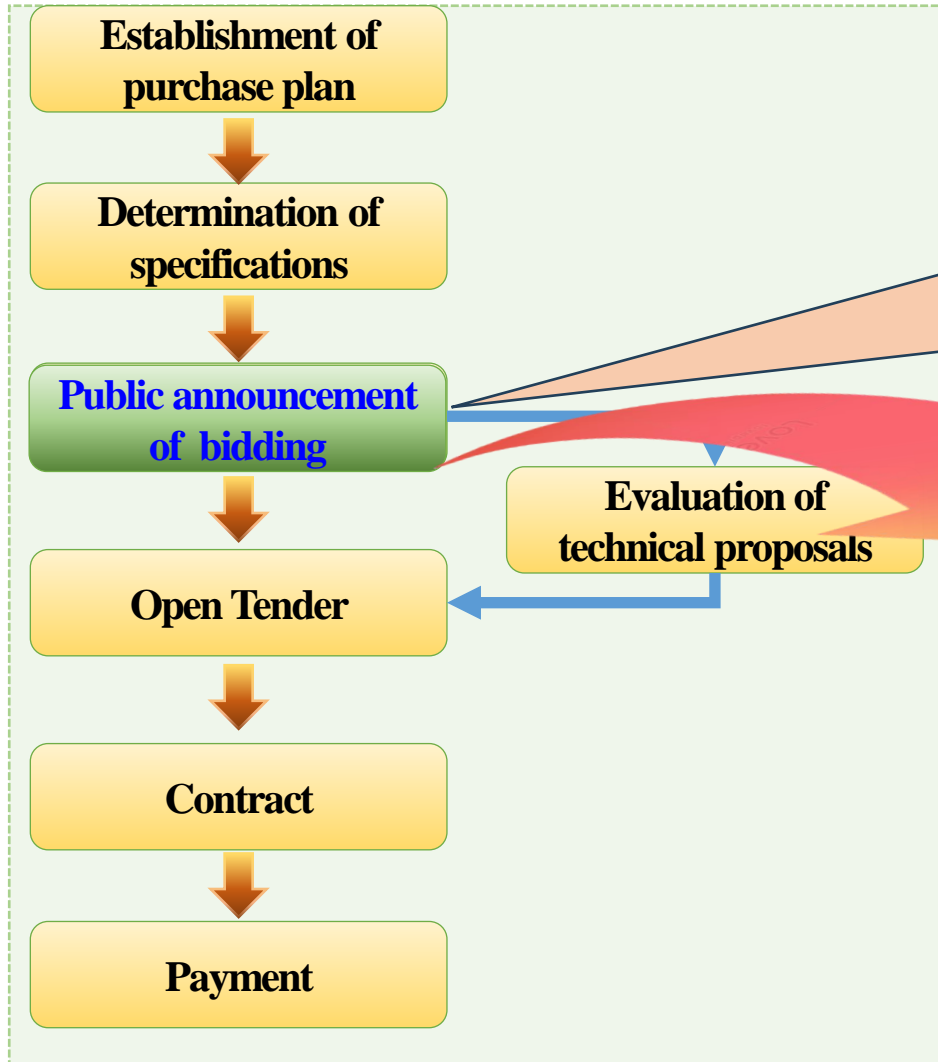 Establishment of
purchase plan
Determination of
specifications
Public announcement
of bidding
Evaluation of
technical proposals
Open Tender
Contract
Payment